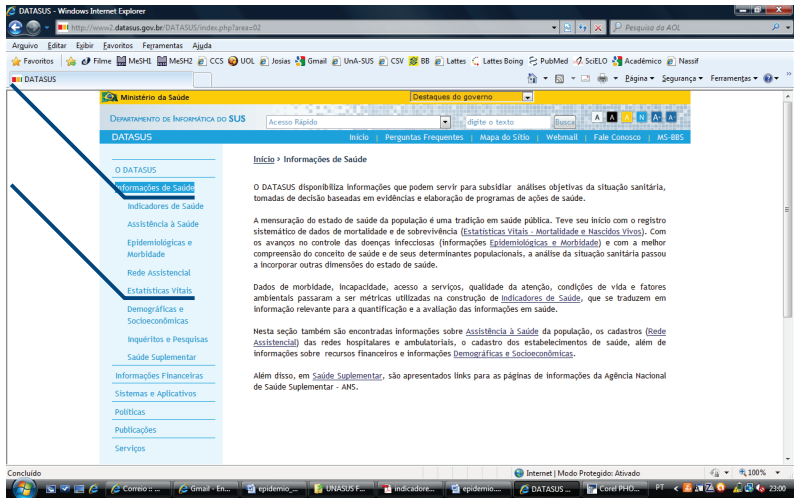 DATASUS - Windows Internet Explorer
http://www2.datasus.gov.br/DATASUS/index.php?area=02
Pesquisa da AOL
Arquivo Editar Exibir Favoritos Ferramentas Ajuda
Favoritos Filme MeSH1 MeSH2 CCS UOL Josias Gmail UnA-SUS CSV BB Lattes Lattes Boing PubMed SciELO Acadêmico Nassif
DATASUS
Página Segurança Ferramentas
Ministério da Saúde
Destaques do governo
DEPARTAMENTO DE INFORMÁTICA DO SUS
Acesso Rápido
digite o texto
Busca
A A A N A+ A-
DATASUS
Início | Perguntas Frequentes | Mapa do Sítio | Webmail | Fale Conosco | MS-BBS
O DATASUS
Informações de Saúde
Indicadores de Saúde
Assistência à Saúde
Epidemiológicas e
Morbidade
Rede Assistencial
Estatísticas Vitais
Demográficas e
Socioeconômicas
Inquéritos e Pesquisas
Saúde Suplementar
Informações Financeiras
Sistemas e Aplicativos
Políticas
Publicações
Serviços
Início > Informações de Saúde
O DATASUS disponibiliza informações que podem servir para subsidiar análises objetivas da situação sanitária,
tomadas de decisão baseadas em evidências e elaboração de programas de ações de saúde.
A mensuração do estado de saúde da população é uma tradição em saúde pública. Teve seu início com o registro
sistemático de dados de mortalidade e de sobrevivência (Estatísticas Vitais - Mortalidade e Nascidos Vivos). Com
os avanços no controle das doenças infecciosas (informações Epidemiológicas e Morbidade) e com a melhor
compreensão do conceito de saúde e de seus determinantes populacionais, a análise da situação sanitária passou
a incorporar outras dimensões do estado de saúde.
Dados de morbidade, incapacidade, acesso a serviços, qualidade da atenção, condições de vida e fatores
ambientais passaram a ser métricas utilizadas na construção de Indicadores de Saúde, que se traduzem em
informação relevante para a quantificação e a avaliação das informações em saúde.
Nesta seção também são encontradas informações sobre Assistência à Saúde da população, os cadastros (Rede
Assistencial) das redes hospitalares e ambulatoriais, o cadastro dos estabelecimentos de saúde, além de
informações sobre recursos financeiros e informações Demográficas e Socioeconômicas.
Além disso, em Saúde Suplementar, são apresentados links para as páginas de informações da Agência Nacional
de Saúde Suplementar - ANS.
Concluído
Internet | Modo Protegido: Ativado
100%
Correio :: ... Gmail - En... epidemio_... UNASUS F... indicadore... epidemio.... DATASUS ... Corel PHO... PT 23:00